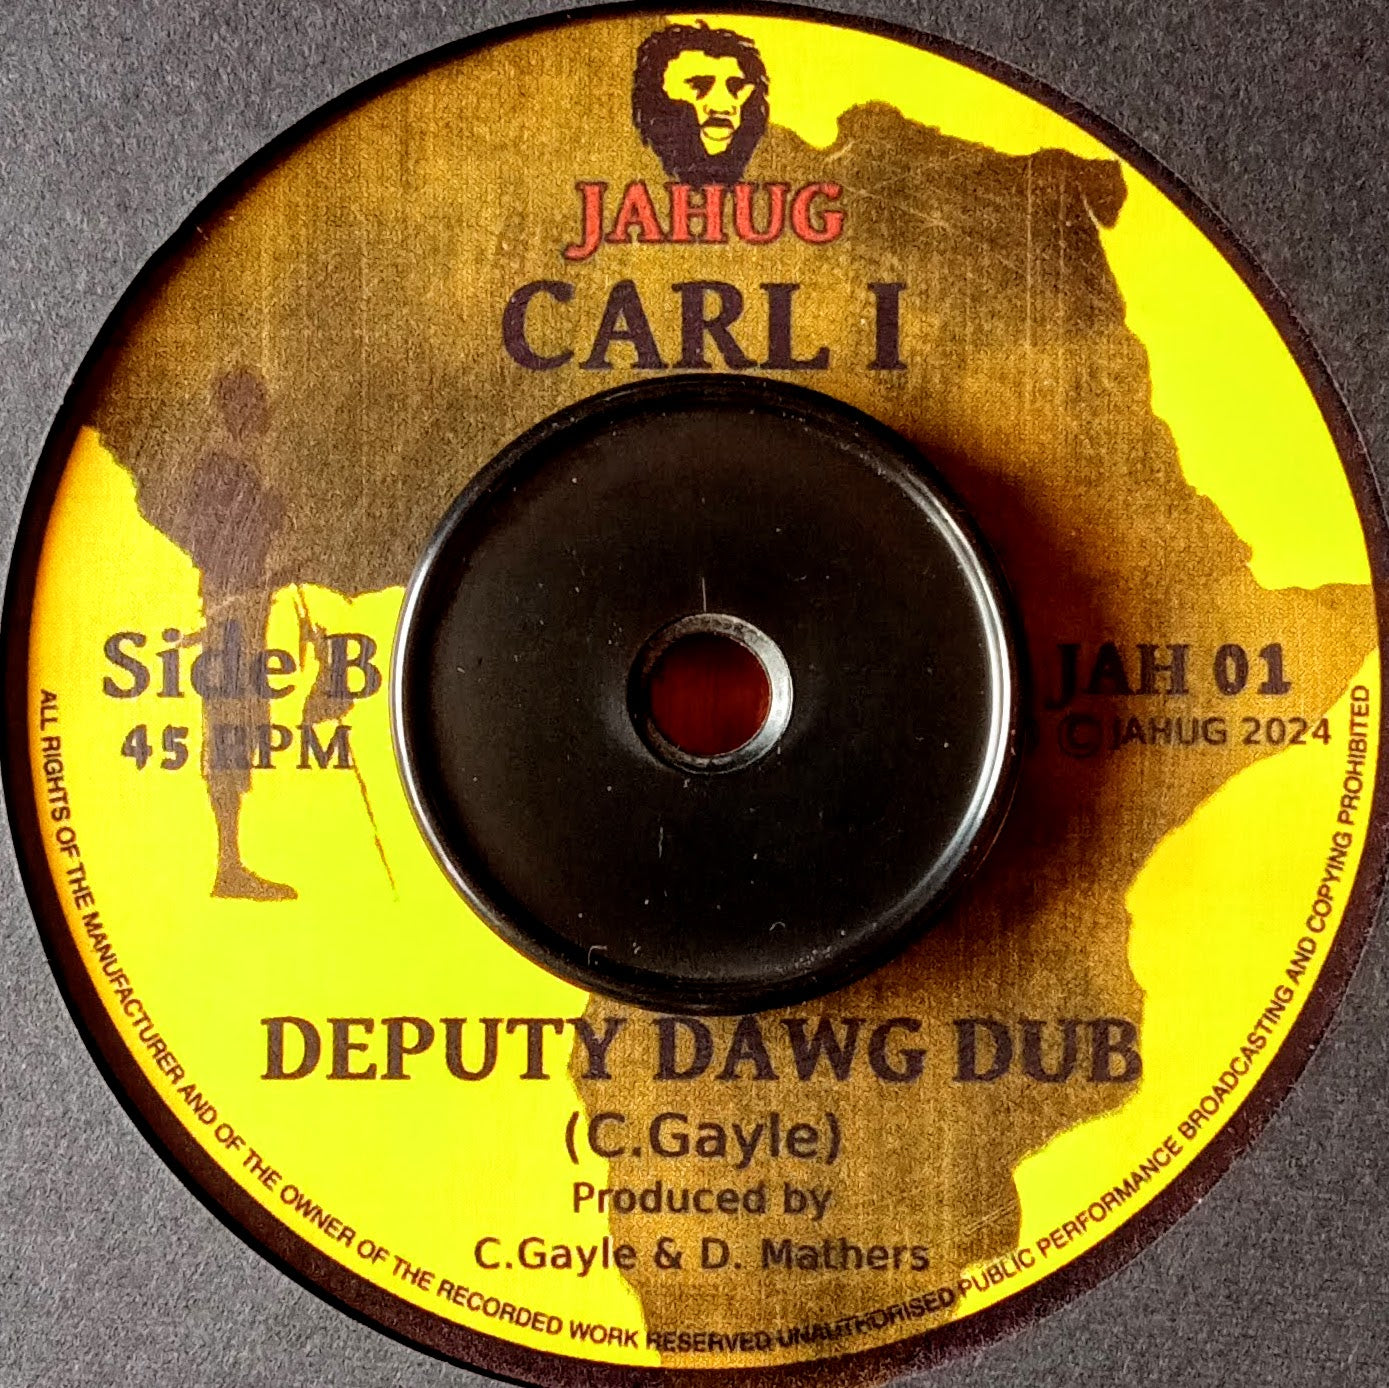 JAHUG
CARL I
Side B
45 RPM
JAH 01
© JAHUG 2024
DEPUTY DAWG DUB
(C.Gayle)
Produced by
C.Gayle & D. Mathers
ALL RIGHTS OF THE MANUFACTURER AND OF THE OWNER OF THE RECORDED WORK RESERVED UNAUTHORISED PUBLIC PERFORMANCE BROADCASTING AND COPYING PROHIBITED